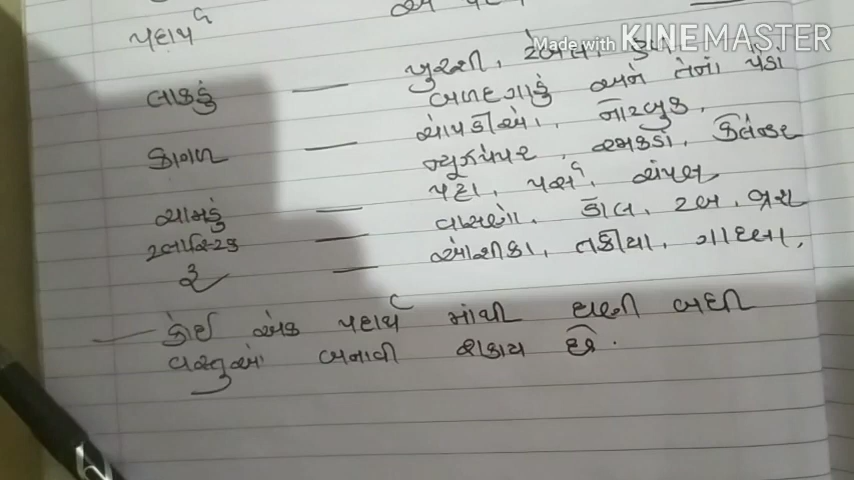 પદાર્થ
Made with KINEMASTER
લાકડું — ખુરશી, ટેબલ,
બળદગાડું અને તેનાં પૈડાં
કાગળ — ચોપડીઓ, નોટબુક,
ન્યૂઝપેપર, રમકડાં, કેલેન્ડર
ચામડું — પટા, પર્સ, ચંપલ
પ્લાસ્ટિક — વાસણો, ડોલ, ટબ, બ્રશ
રૂ — ઓશીકા, તકીયા, ગાદલા,
— કોઈ એક પદાર્થ માંથી ઘણી બધી
વસ્તુઓ બનાવી શકાય છે.